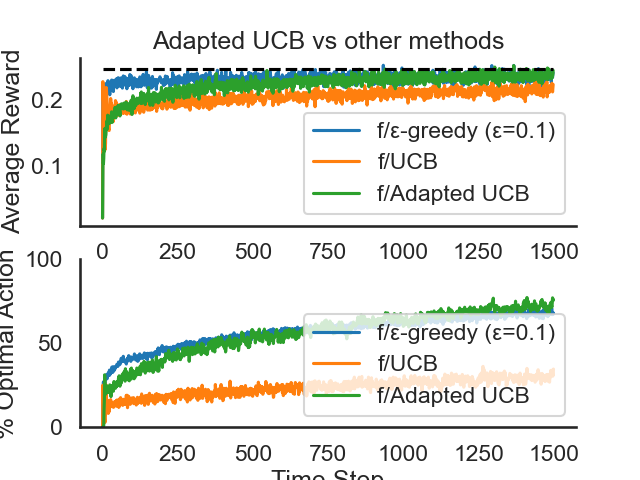 Adapted UCB vs other methods
Average Reward
0.2
0.1
f/ε-greedy (ε=0.1)
f/UCB
f/Adapted UCB
0 250 500 750 1000 1250 1500
% Optimal Action
100
50
0
f/ε-greedy (ε=0.1)
f/UCB
f/Adapted UCB
0 250 500 750 1000 1250 1500
Time Step